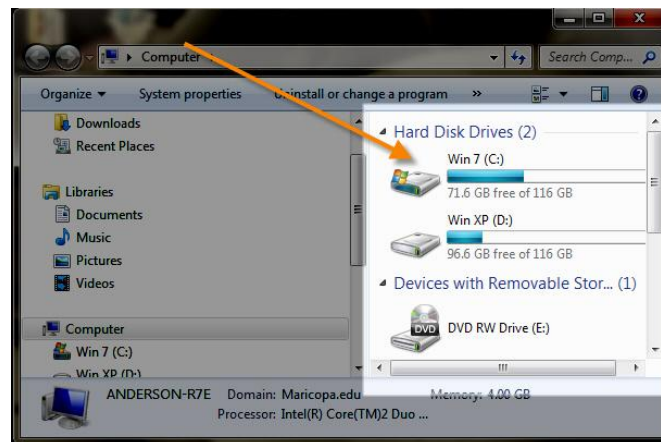 Computer
Search Comp...
Organize
System properties
Uninstall or change a program
»
Downloads
Recent Places
Libraries
Documents
Music
Pictures
Videos
Computer
Win 7 (C:)
Win XP (D:)
Hard Disk Drives (2)
Win 7 (C:)
71.6 GB free of 116 GB
Win XP (D:)
96.6 GB free of 116 GB
Devices with Removable Stor... (1)
DVD
DVD RW Drive (E:)
ANDERSON-R7E Domain: Maricopa.edu Memory: 4.00 GB
Processor: Intel(R) Core(TM)2 Duo ...